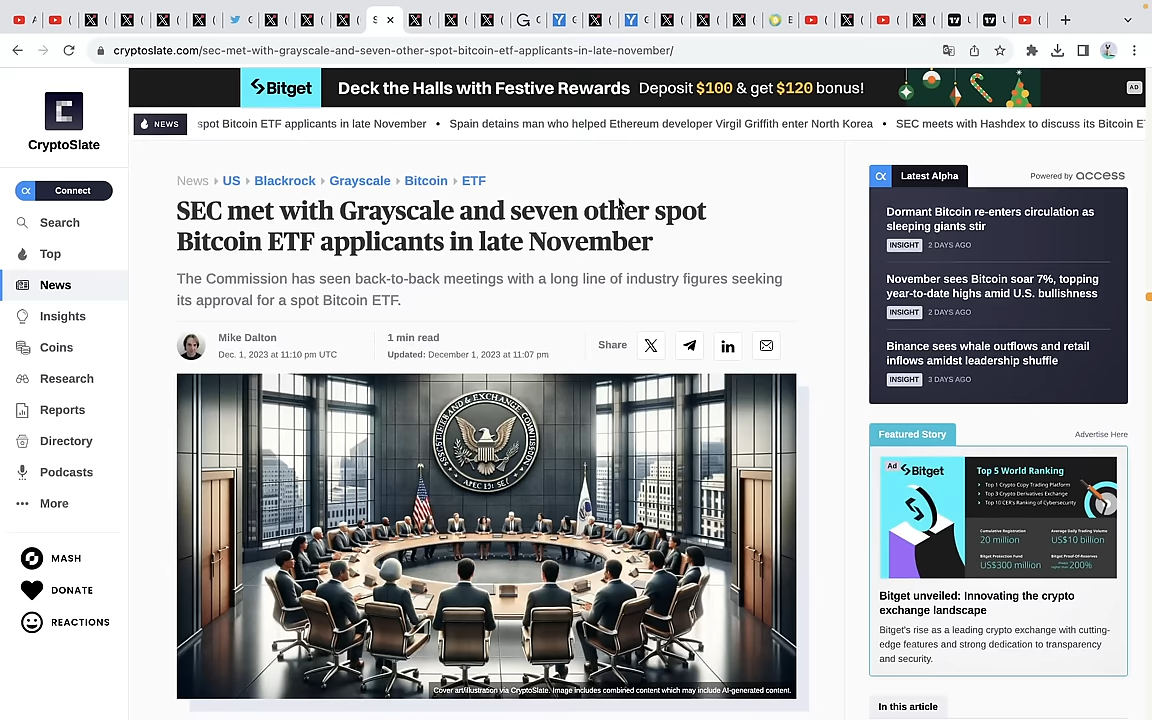 cryptoslate.com/sec-met-with-grayscale-and-seven-other-spot-bitcoin-etf-applicants-in-late-november/
Bitget
Deck the Halls with Festive Rewards Deposit $100 & get $120 bonus!
AD
CryptoSlate
NEWS
spot Bitcoin ETF applicants in late November • Spain detains man who helped Ethereum developer Virgil Griffith enter North Korea • SEC meets with Hashdex to discuss its Bitcoin E
Connect
Search
Top
News
Insights
Coins
Research
Reports
Directory
Podcasts
More
MASH
DONATE
REACTIONS
News US Blackrock Grayscale Bitcoin ETF
SEC met with Grayscale and seven other spot
Bitcoin ETF applicants in late November
The Commission has seen back-to-back meetings with a long line of industry figures seeking
its approval for a spot Bitcoin ETF.
Mike Dalton
Dec. 1, 2023 at 11:10 pm UTC
1 min read
Updated: December 1, 2023 at 11:07 pm
Share
Cover art/illustration via CryptoSlate. Image includes combined content which may include AI-generated content.
Latest Alpha
Powered by access
Dormant Bitcoin re-enters circulation as
sleeping giants stir
INSIGHT 2 DAYS AGO
November sees Bitcoin soar 7%, topping
year-to-date highs amid U.S. bullishness
INSIGHT 2 DAYS AGO
Binance sees whale outflows and retail
inflows amidst leadership shuffle
INSIGHT 3 DAYS AGO
Featured Story
Advertise Here
Ad Bitget
Top 5 World Ranking
Top 1 Crypto Copy Trading Platform
Top 3 Crypto Derivatives Exchange
Top 10 CER's Ranking of Cybersecurity
Cumulative Registration
20 million
Average Daily Trading Volume
US$10 billion
Bitget Protection Fund
US$300 million
Bitget Proof-Of-Reserves
200%
Bitget unveiled: Innovating the crypto
exchange landscape
Bitget's rise as a leading crypto exchange with cutting-
edge features and strong dedication to transparency
and security.
In this article